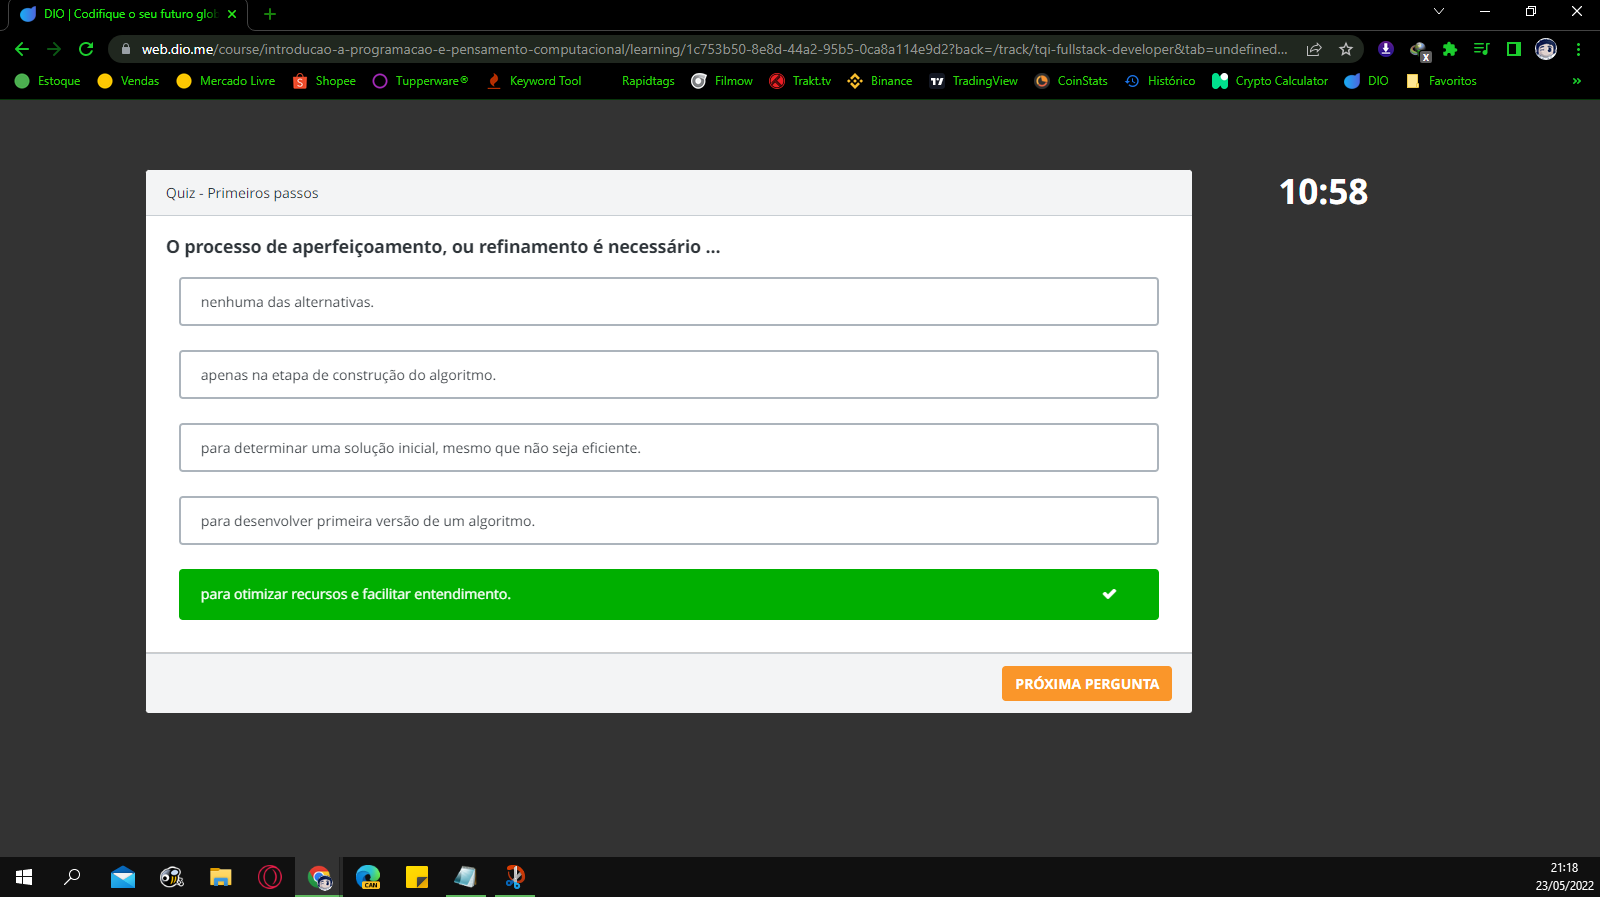 DIO | Codifique o seu futuro glob
web.dio.me/course/introducao-a-programacao-e-pensamento-computacional/learning/1c753b50-8e8d-44a2-95b5-0ca8a114e9d2?back=/track/tqi-fullstack-developer&tab=undefined...
Estoque Vendas Mercado Livre Shopee Tupperware® Keyword Tool Rapidtags Filmow Trakt.tv Binance TradingView CoinStats Histórico Crypto Calculator DIO Favoritos »
Quiz - Primeiros passos
10:58
O processo de aperfeiçoamento, ou refinamento é necessário ...
nenhuma das alternativas.
apenas na etapa de construção do algoritmo.
para determinar uma solução inicial, mesmo que não seja eficiente.
para desenvolver primeira versão de um algoritmo.
para otimizar recursos e facilitar entendimento.
PRÓXIMA PERGUNTA
CAN
21:18
23/05/2022